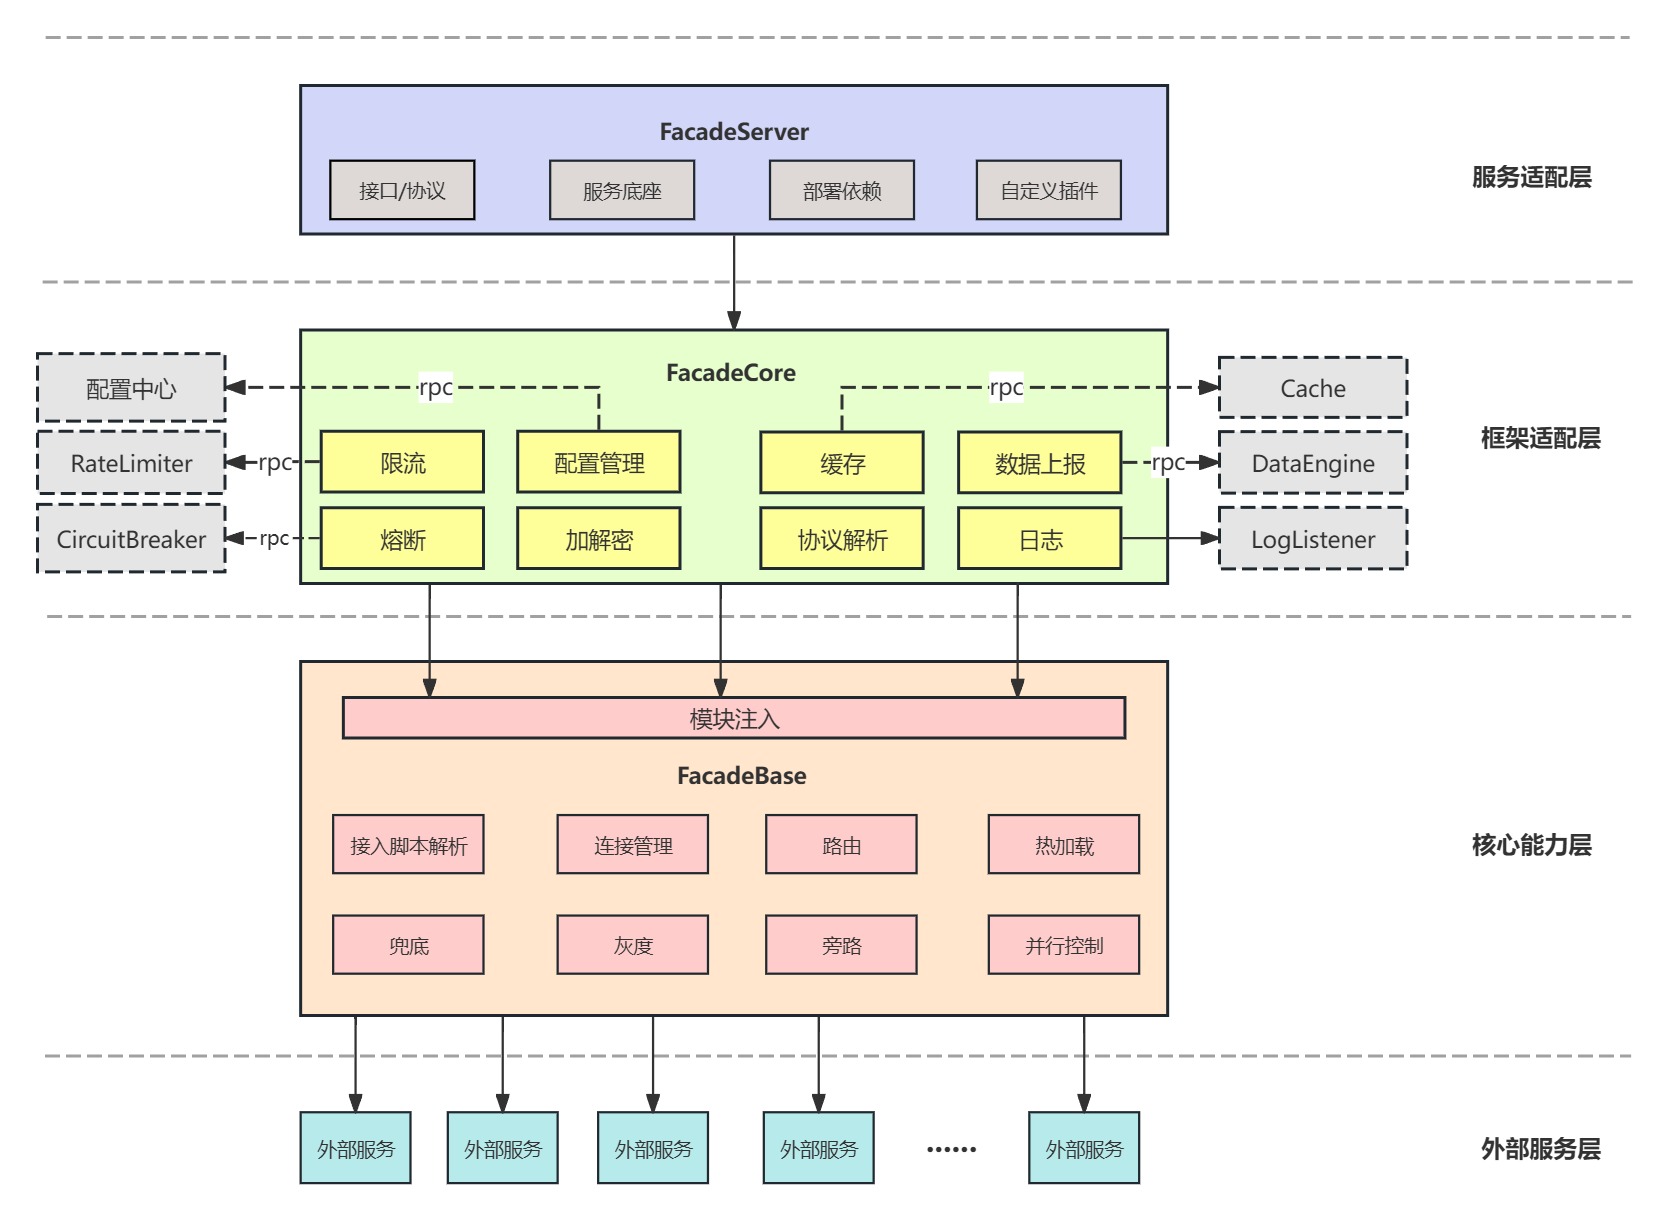 FacadeServer
接口/协议
服务底座
部署依赖
自定义插件
服务适配层
FacadeCore
配置中心
rpc
rpc
Cache
RateLimiter
rpc
限流
配置管理
缓存
数据上报
rpc
DataEngine
框架适配层
CircuitBreaker
rpc
熔断
加解密
协议解析
日志
LogListener
模块注入
FacadeBase
接入脚本解析
连接管理
路由
热加载
核心能力层
兜底
灰度
旁路
并行控制
外部服务
外部服务
外部服务
外部服务
······
外部服务
外部服务层